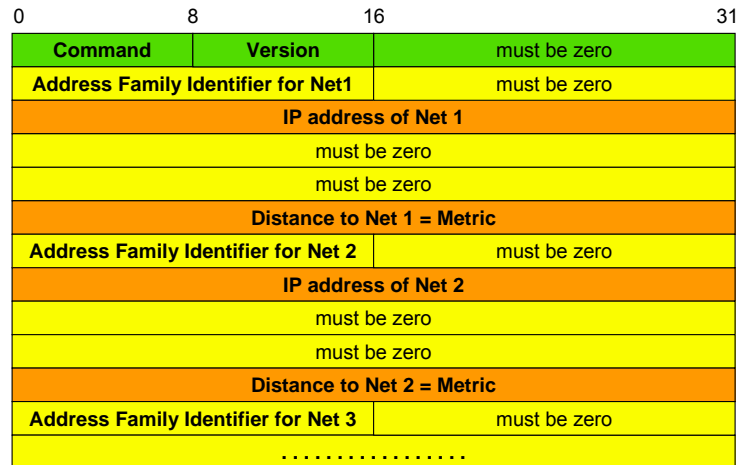 0 8 16 31
Command Version must be zero
Address Family Identifier for Net1 must be zero
IP address of Net 1
must be zero
must be zero
Distance to Net 1 = Metric
Address Family Identifier for Net 2 must be zero
IP address of Net 2
must be zero
must be zero
Distance to Net 2 = Metric
Address Family Identifier for Net 3 must be zero
. . . . . . . . . . . . . . . . .